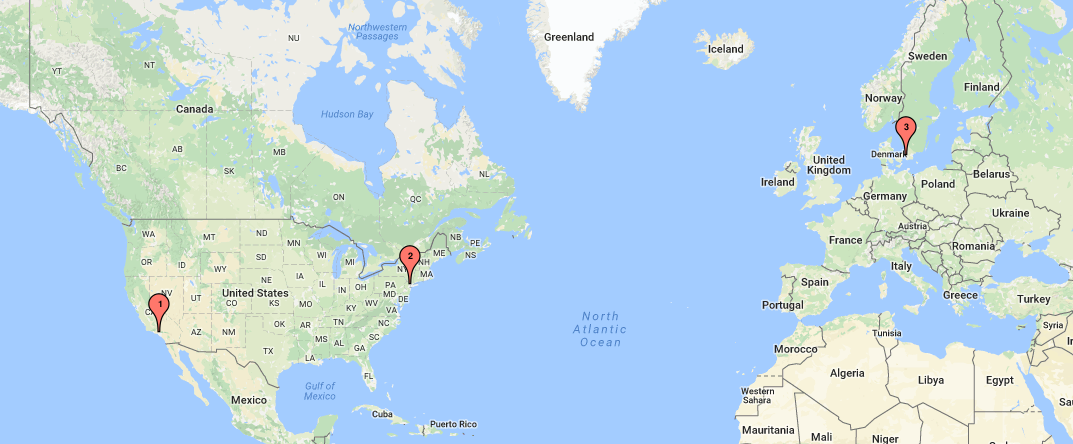 Northwestern
Passages
NU
Greenland
Iceland
Sweden
YT
NT
Finland
Norway
Canada
Hudson Bay
3
Denmark
AB
BC
SK
MB
ON
QC
NL
United
Kingdom
Ireland
Belarus
Poland
Germany
Ukraine
Austria
France
Romania
Italy
WA
MT
ND
MN
NB
PE
ME
NS
2
OR
ID
SD
WI
MI
NH
MA
WY
NE
IA
PA
Spain
Portugal
Greece
Turkey
1
NV
UT
United States
CO
KS
IL
IN
OH
MD
DE
MO
WV
VA
KY
North
Atlantic
Ocean
Tunisia
Syria
AZ
NM
OK
AR
TN
NC
SC
MS
AL
GA
TX
LA
FL
Morocco
Algeria
Libya
Egypt
Gulf of
Mexico
Mexico
Western
Sahara
Cuba
Puerto Rico
Mauritania
Mali
Niger